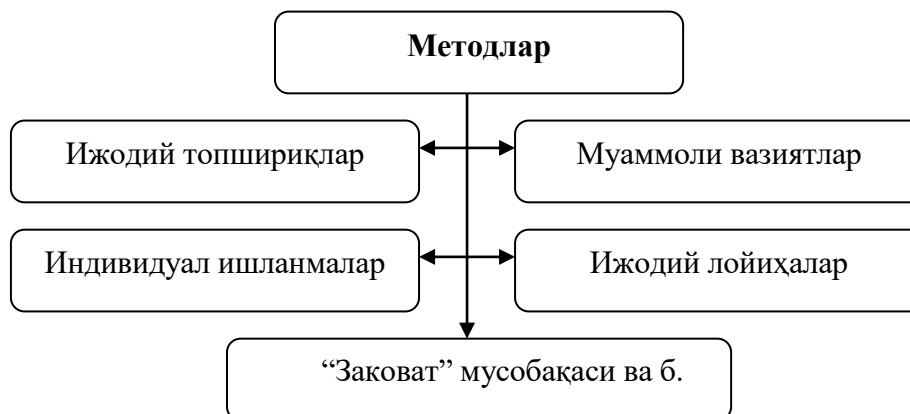 Методлар
Ижодий топшириқлар
Муаммоли вазиятлар
Индивидуал ишланмалар
Ижодий лойиҳалар
“Заковат” мусобақаси ва б.